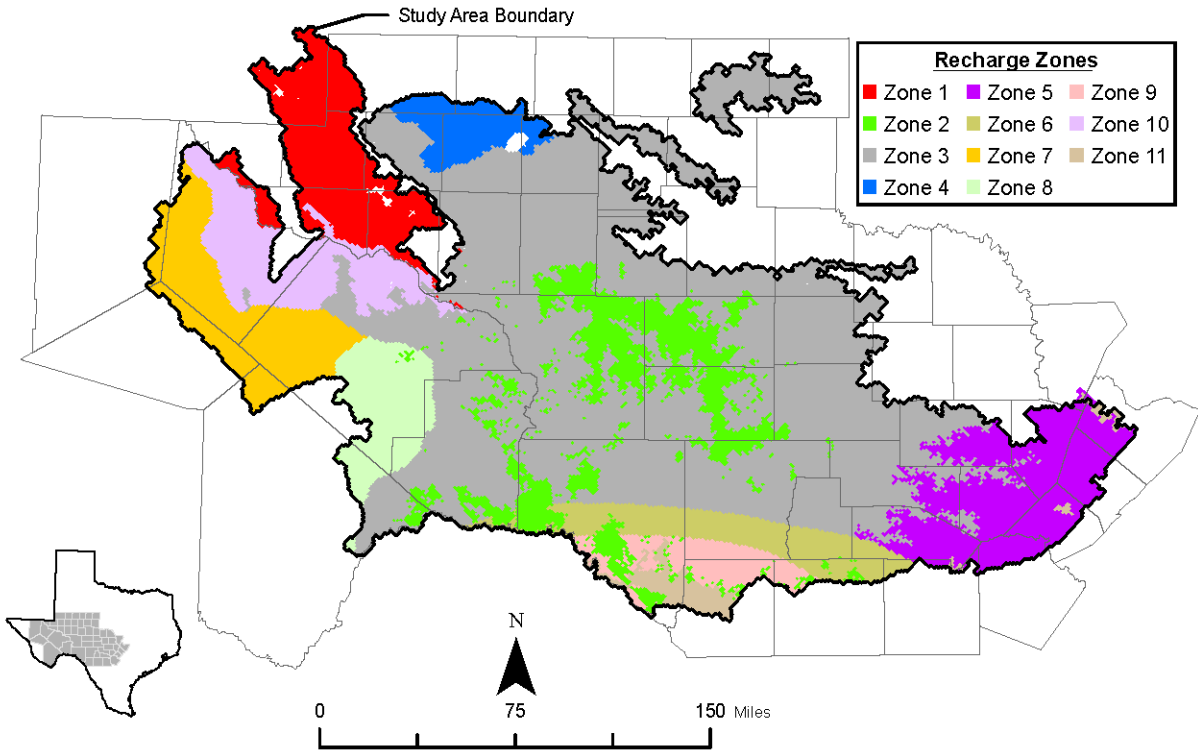 Study Area Boundary
Recharge Zones
Zone 1 Zone 5 Zone 9
Zone 2 Zone 6 Zone 10
Zone 3 Zone 7 Zone 11
Zone 4 Zone 8
N
0 75 150 Miles